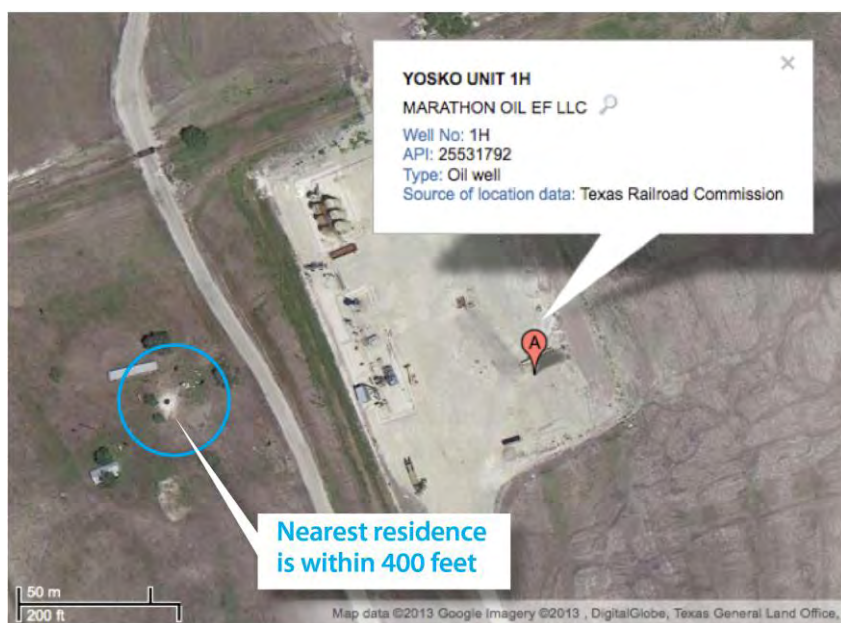 YOSKO UNIT 1H
MARATHON OIL EF LLC
Well No: 1H
API: 25531792
Type: Oil well
Source of location data: Texas Railroad Commission
A
Nearest residence
is within 400 feet
50 m
200 ft
Map data ©2013 Google Imagery ©2013 , DigitalGlobe, Texas General Land Office,